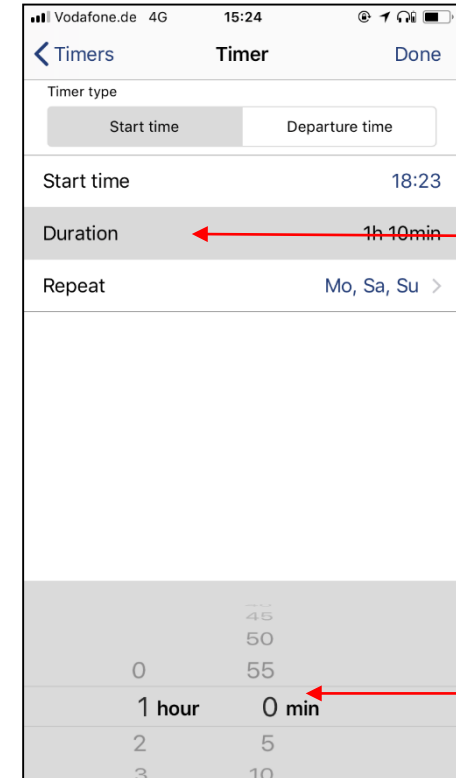 Vodafone.de 4G 15:24
Timers Timer Done
Timer type
Start time Departure time
Start time 18:23
Duration 1h 10min
Repeat Mo, Sa, Su >
45
50
0 55
1 hour 0 min
2 5
3 10